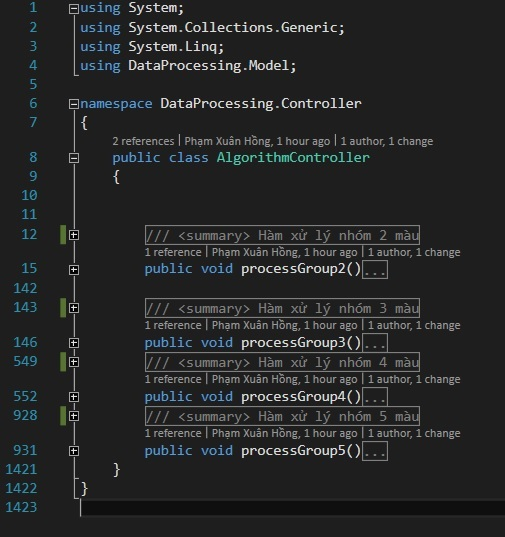 1 using System;
2 using System.Collections.Generic;
3 using System.Linq;
4 using DataProcessing.Model;
5
6 namespace DataProcessing.Controller
7 {
2 references | Phạm Xuân Hồng, 1 hour ago | 1 author, 1 change
8 public class AlgorithmController
9 {
10
11
12 /// <summary> Hàm xử lý nhóm 2 màu
1 reference | Phạm Xuân Hồng, 1 hour ago | 1 author, 1 change
15 public void processGroup2()...
142
143 /// <summary> Hàm xử lý nhóm 3 màu
1 reference | Phạm Xuân Hồng, 1 hour ago | 1 author, 1 change
146 public void processGroup3()...
549 /// <summary> Hàm xử lý nhóm 4 màu
1 reference | Phạm Xuân Hồng, 1 hour ago | 1 author, 1 change
552 public void processGroup4()...
928 /// <summary> Hàm xử lý nhóm 5 màu
1 reference | Phạm Xuân Hồng, 1 hour ago | 1 author, 1 change
931 public void processGroup5()...
1421 }
1422 }
1423